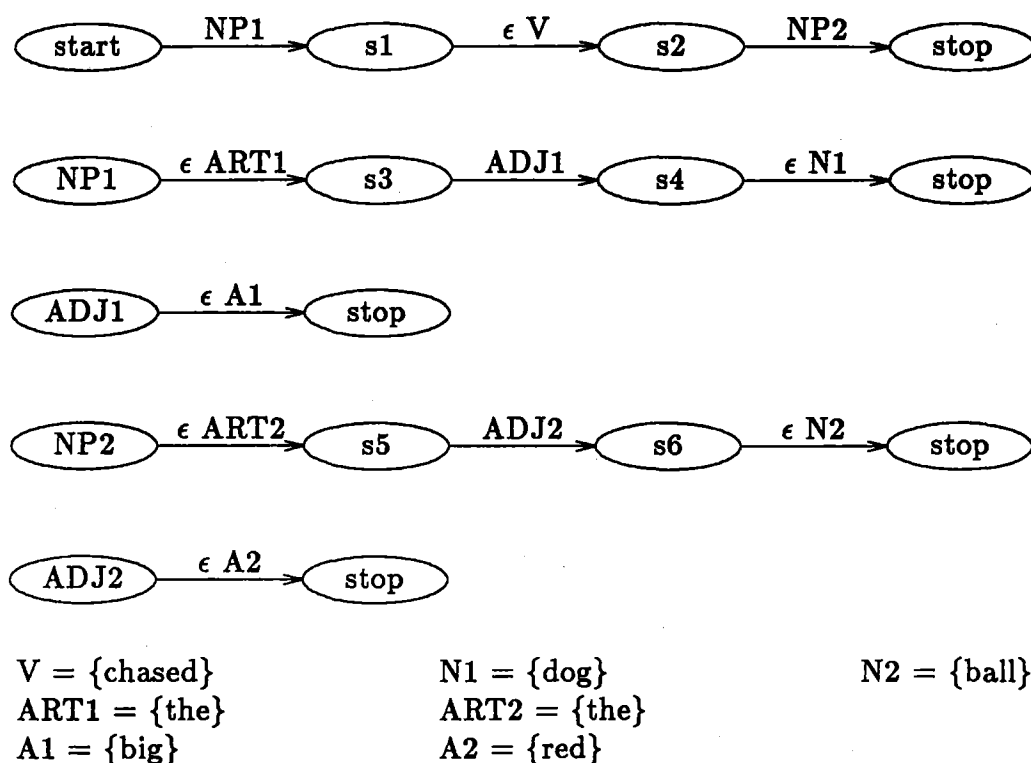 NP1 ϵ V NP2
start s1 s2 stop
ϵ ART1 ADJ1 ϵ N1
NP1 s3 s4 stop
ϵ A1
ADJ1 stop
ϵ ART2 ADJ2 ϵ N2
NP2 s5 s6 stop
ϵ A2
ADJ2 stop
V = {chased} N1 = {dog} N2 = {ball}
ART1 = {the} ART2 = {the}
A1 = {big} A2 = {red}